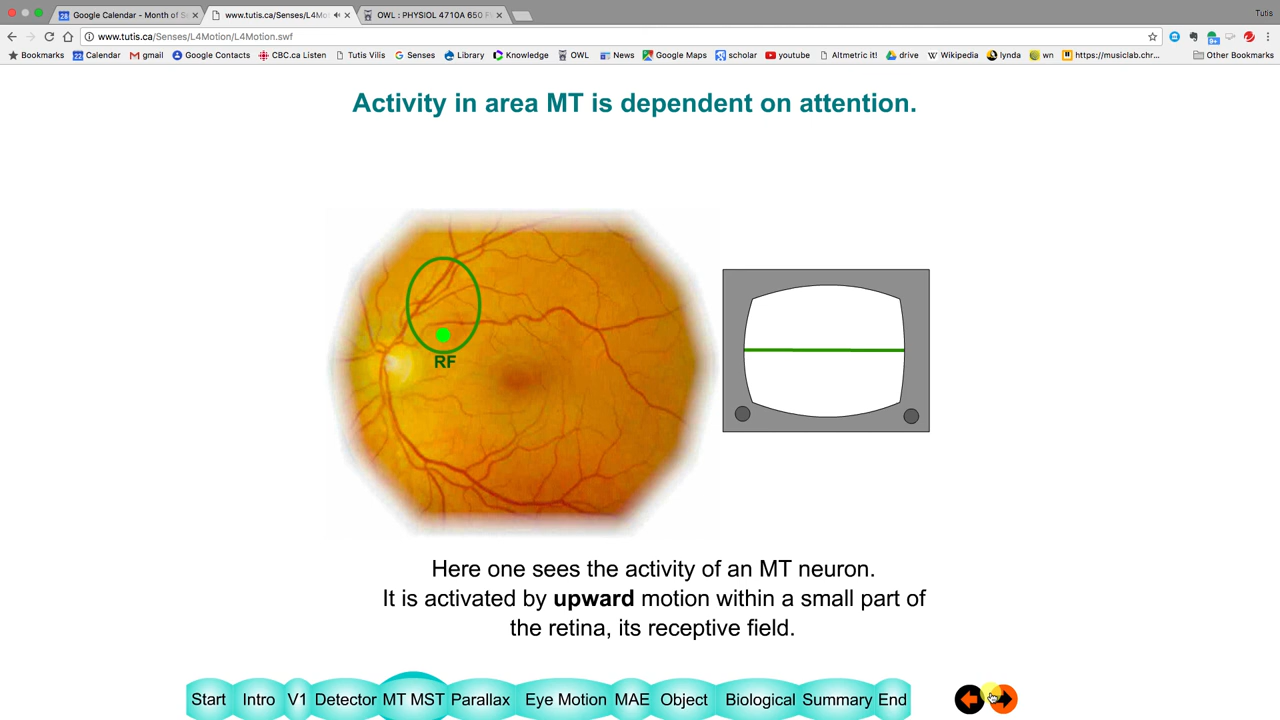 Google Calendar - Month of S
www.tutis.ca/Senses/L4Mo
OWL : PHYSIOL 4710A 650 F
Tutis
www.tutis.ca/Senses/L4Motion/L4Motion.swf
Bookmarks
22 Calendar
gmail
Google Contacts
CBC.ca Listen
Tutis Vilis
Senses
Library
Knowledge
OWL
News
Google Maps
scholar
youtube
Altmetric it!
drive
Wikipedia
lynda
wn
https://musiclab.chr...
Other Bookmarks
Activity in area MT is dependent on attention.
RF
Here one sees the activity of an MT neuron.
It is activated by upward motion within a small part of
the retina, its receptive field.
Start
Intro
V1
Detector
MT MST
Parallax
Eye Motion
MAE
Object
Biological
Summary
End